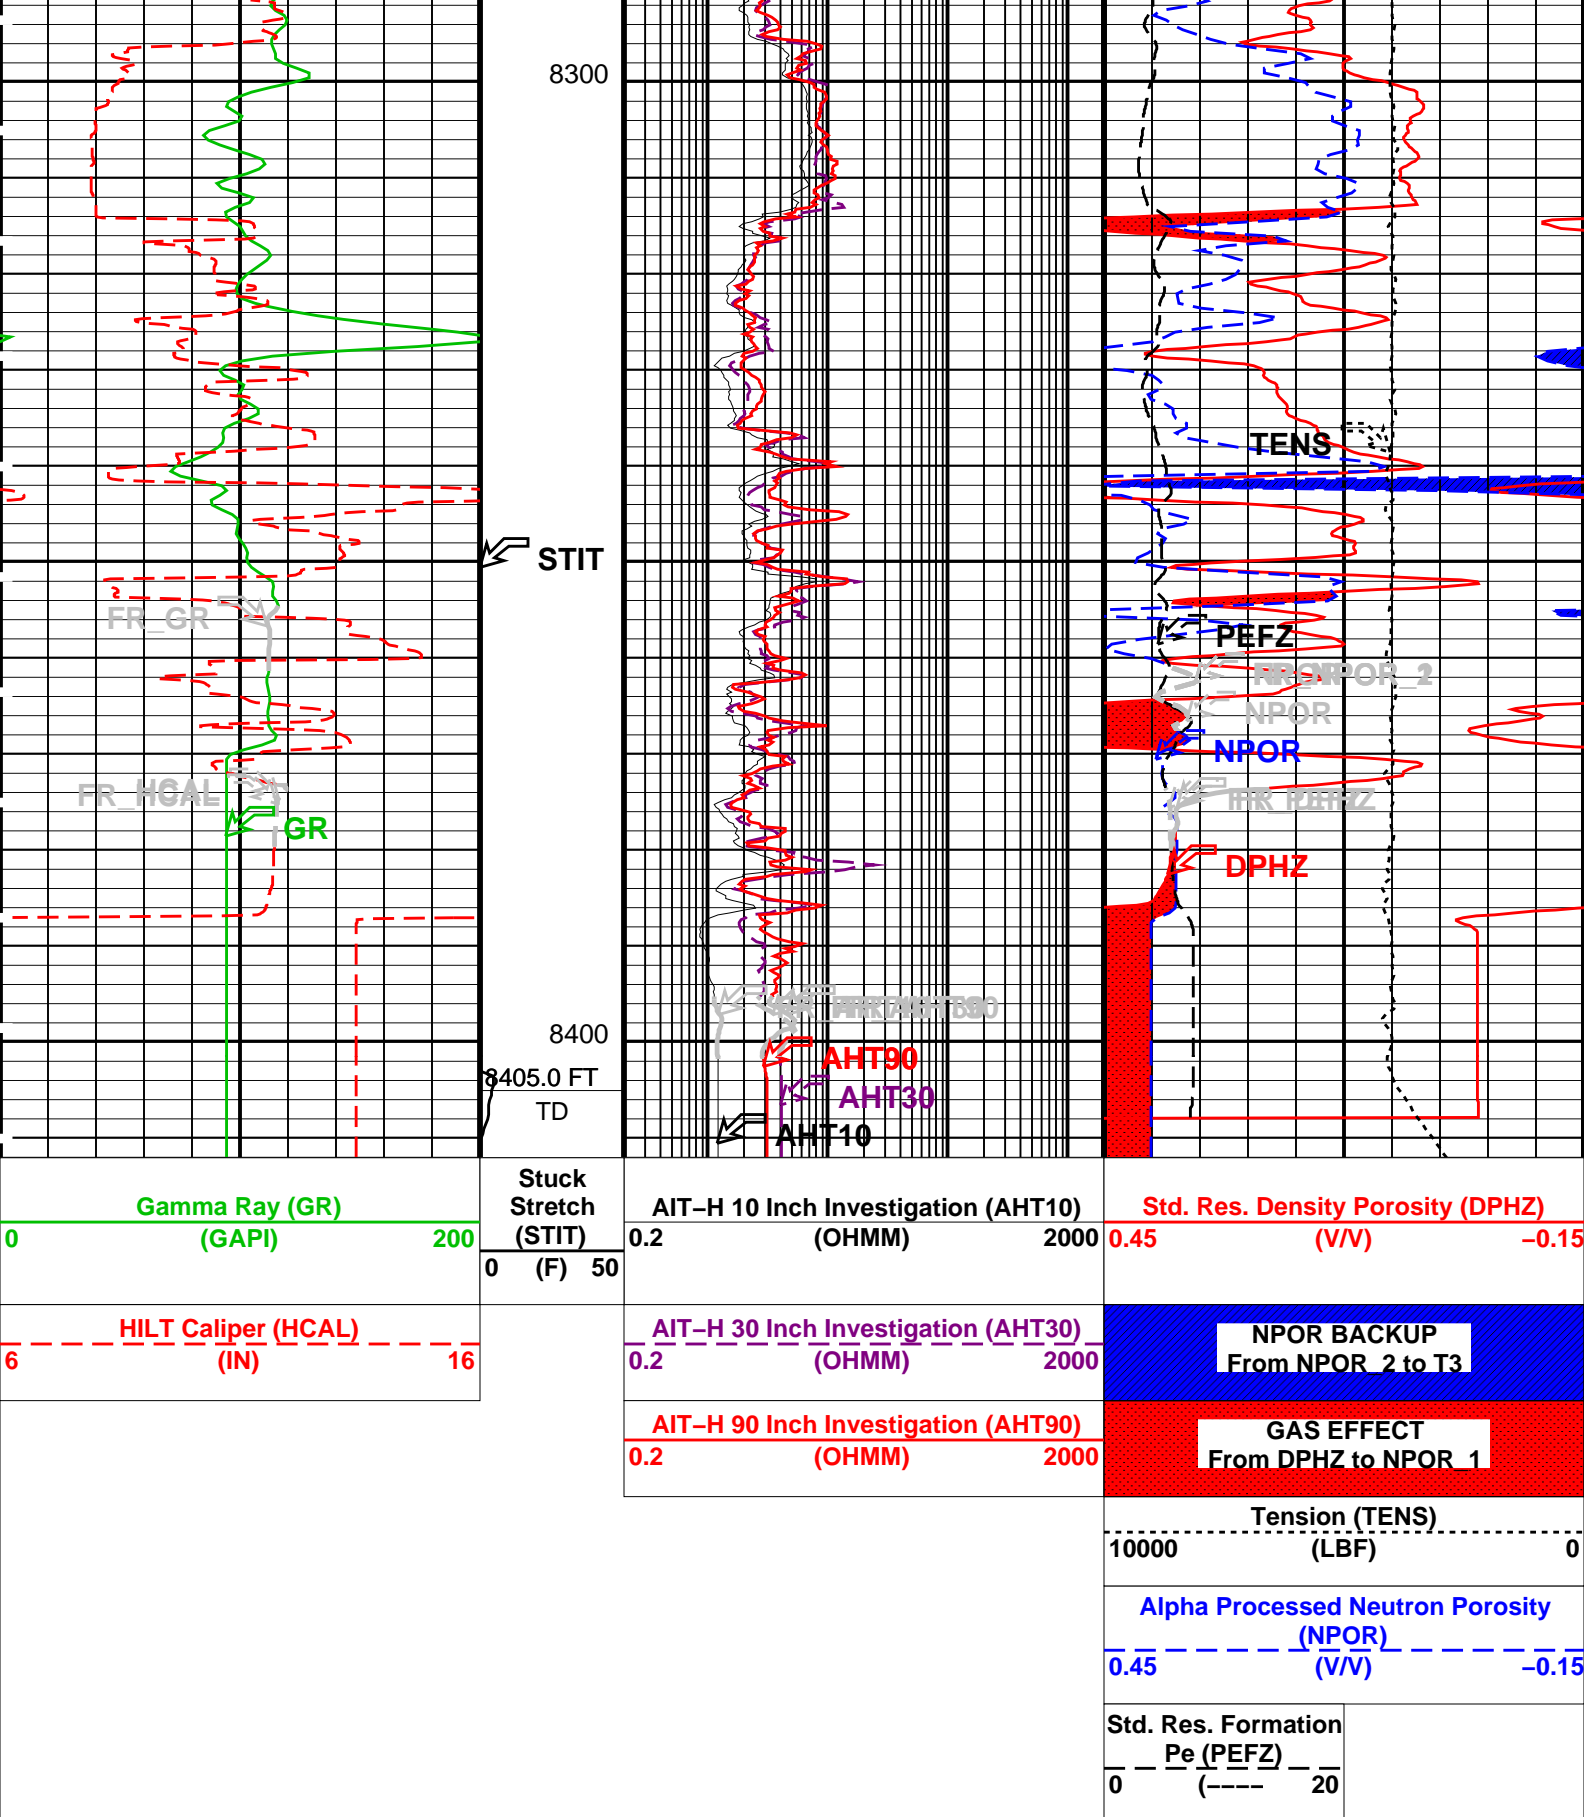 8300
TENS
STIT
FR_GR
PEFZ
NPOR
NPOR
FR_HCAL
GR
DPHZ
8400
AHT90
8405.0 FT
AHT30
TD
AHT10
Gamma Ray (GR)
0 (GAPI) 200
HILT Caliper (HCAL)
6 (IN) 16
Stuck
Stretch
(STIT)
0 (F) 50
AIT–H 10 Inch Investigation (AHT10)
0.2 (OHMM) 2000
AIT–H 30 Inch Investigation (AHT30)
0.2 (OHMM) 2000
AIT–H 90 Inch Investigation (AHT90)
0.2 (OHMM) 2000
Std. Res. Density Porosity (DPHZ)
0.45 (V/V) –0.15
NPOR BACKUP
From NPOR_2 to T3
GAS EFFECT
From DPHZ to NPOR_1
Tension (TENS)
10000 (LBF) 0
Alpha Processed Neutron Porosity
(NPOR)
0.45 (V/V) –0.15
Std. Res. Formation
Pe (PEFZ)
0 (–––– 20